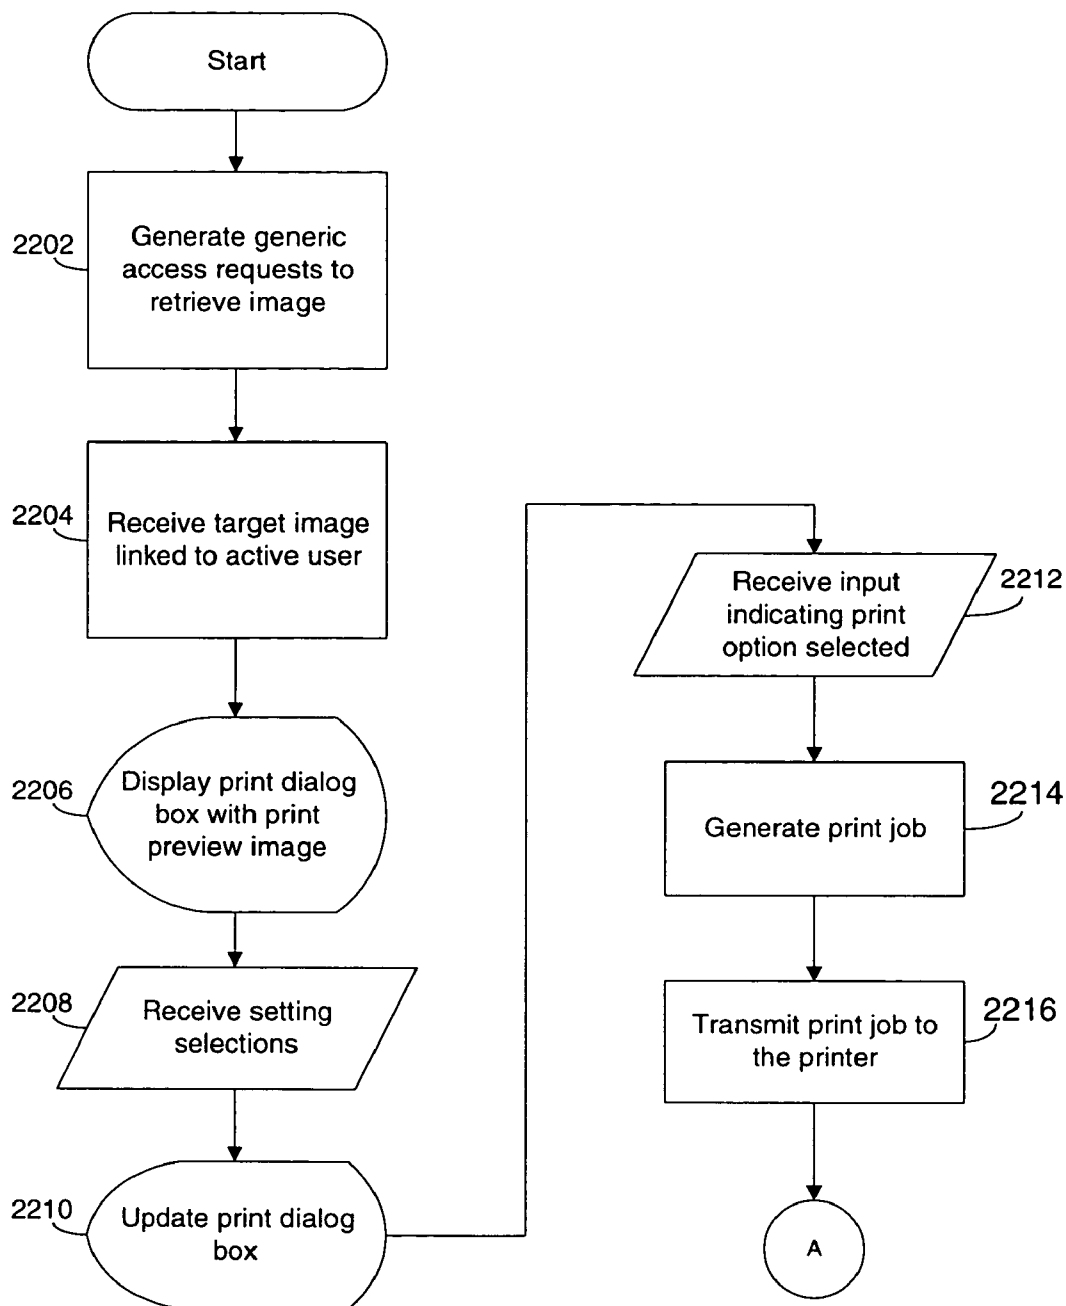 Start
2202
Generate generic
access requests to
retrieve image
2204
Receive target image
linked to active user
2206
Display print dialog
box with print
preview image
2208
Receive setting
selections
2210
Update print dialog
box
Receive input
indicating print
option selected
2212
Generate print job
2214
Transmit print job to
the printer
2216
A